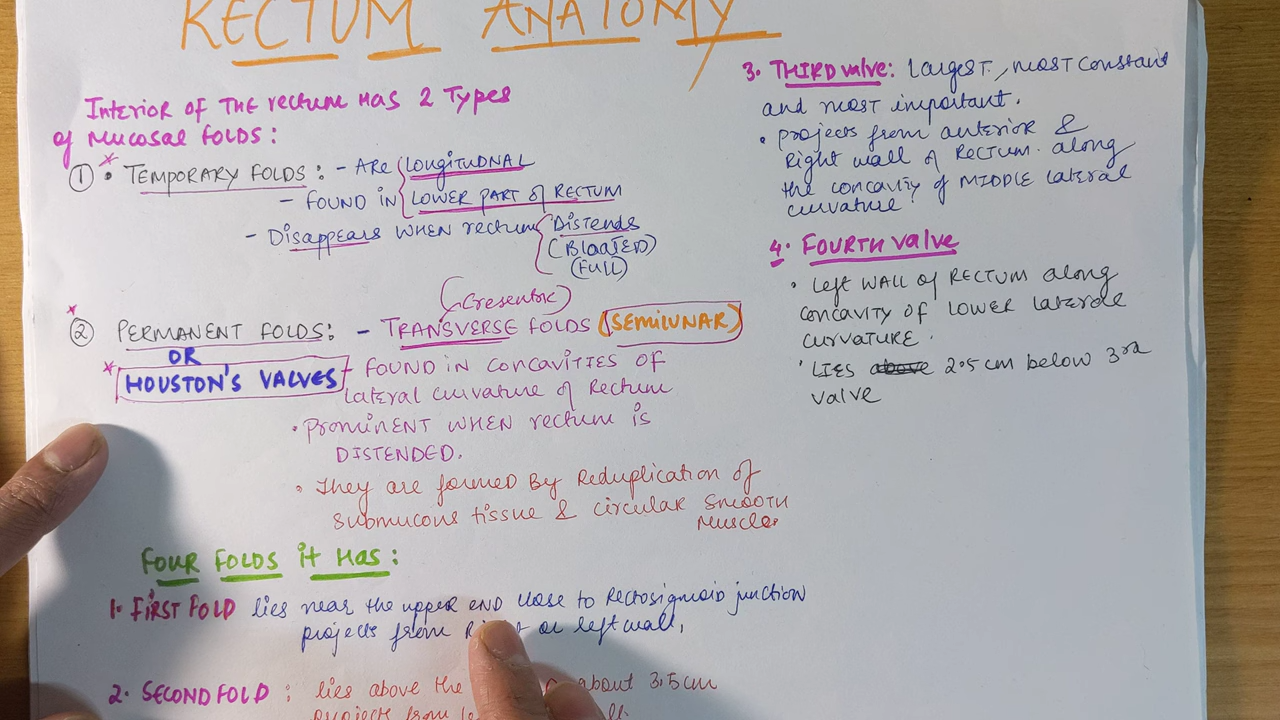 RECTUM ANATOMY
Interior of THE rectum Has 2 Types
of Mucosal FOLDS:
① • TEMPORARY FOLDS: - ARE LONGITUDNAL
- FOUND IN LOWER PART OF RECTUM
- Disappears WHEN rectum Distends
(BLOATED)
(FULL)
(Cresentric)
② PERMANENT FOLDS: - TRANSVERSE FOLDS (SEMILUNAR)
OR
HOUSTON'S VALVES
- FOUND IN CONCAVITIES OF
lateral curvature of Rectum
• Prominent WHEN rectum is
DISTENDED.
• They are formed By Reduplication of
submucous tissue & circular SMOOTH
Muscle.
FOUR FOLDS it Has:
1. FIRST FOLD lies near the upper END close to Rectosigmoid junction
projects from or left wall,
2. SECOND FOLD: lies above the about 3.5cm
projects from
3. THIRD valve: Largest, most constant
and most important.
• projects from anterior &
Right wall of RECTUM along
the concavity of MIDDLE lateral
curvature
4. FOURTH valve
• Left WALL of RECTUM along
concavity of LOWER laterale
curvature.
• LIES above 2.5 cm below 3rd
valve